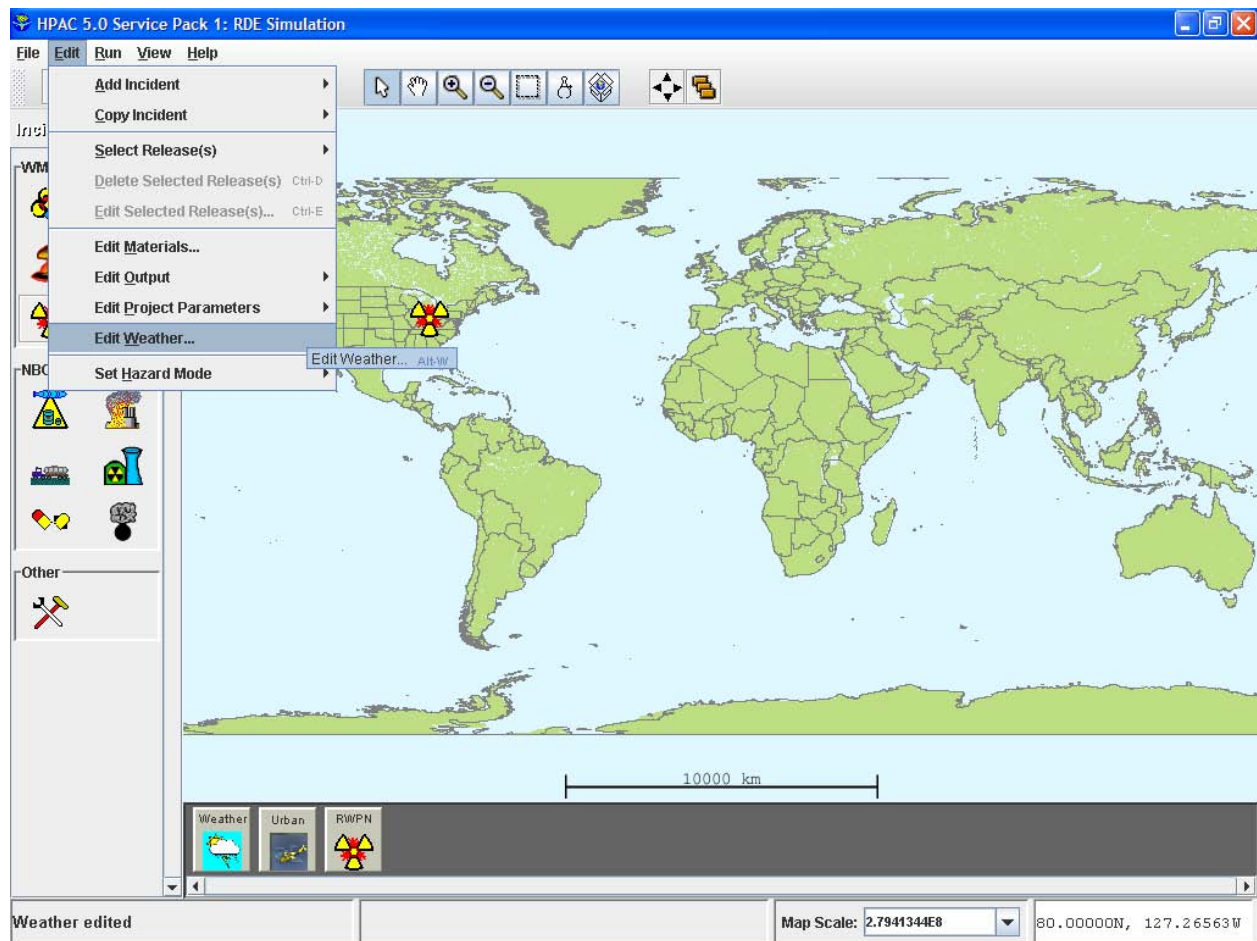 HPAC 5.0 Service Pack 1: RDE Simulation
File Edit Run View Help
Add Incident
Copy Incident
Inci
Select Release(s)
WM
Delete Selected Release(s) Ctrl-D
Edit Selected Release(s)... Ctrl-E
Edit Materials...
Edit Output
Edit Project Parameters
Edit Weather...
Edit Weather... Alt-W
NBC
Set Hazard Mode
Other
10000 km
Weather Urban RWPN
Weather edited
Map Scale: 2.7941344E8
80.00000N, 127.26563W